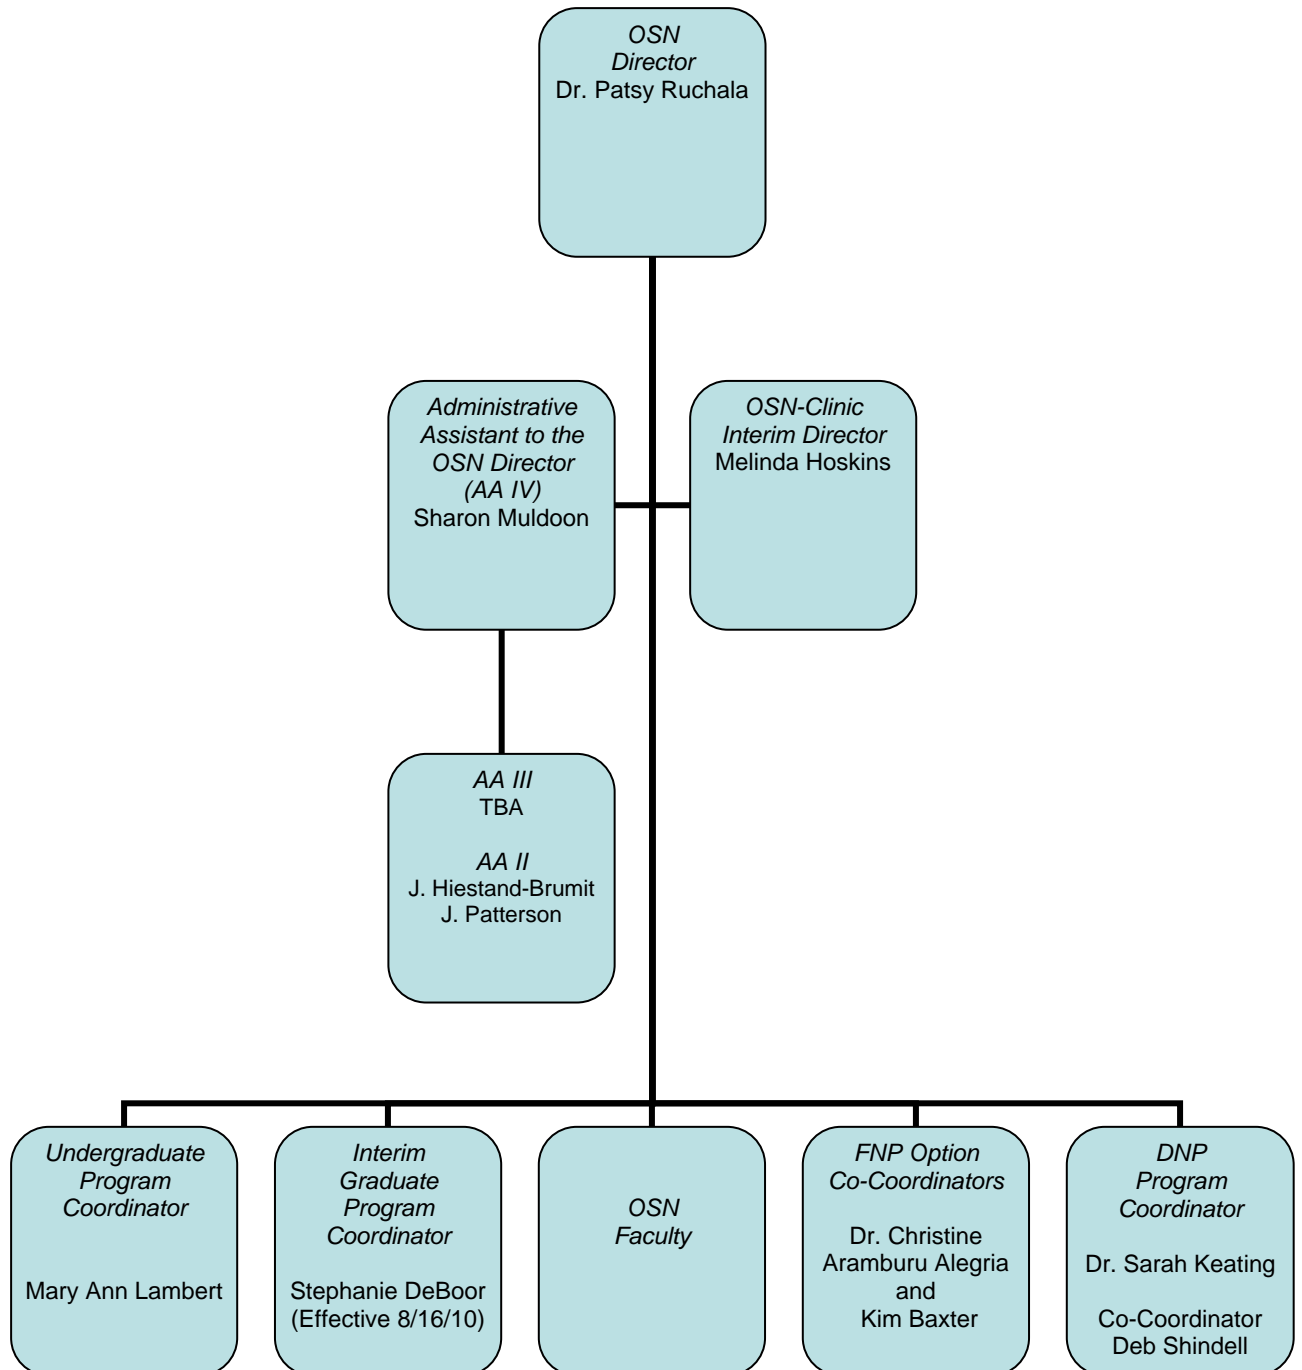 OSN
Director
Dr. Patsy Ruchala
Administrative
Assistant to the
OSN Director
(AA IV)
Sharon Muldoon
OSN-Clinic
Interim Director
Melinda Hoskins
AA III
TBA
AA II
J. Hiestand-Brumit
J. Patterson
Undergraduate
Program
Coordinator
Mary Ann Lambert
Interim
Graduate
Program
Coordinator
Stephanie DeBoor
(Effective 8/16/10)
OSN
Faculty
FNP Option
Co-Coordinators
Dr. Christine
Aramburu Alegria
and
Kim Baxter
DNP
Program
Coordinator
Dr. Sarah Keating
Co-Coordinator
Deb Shindell